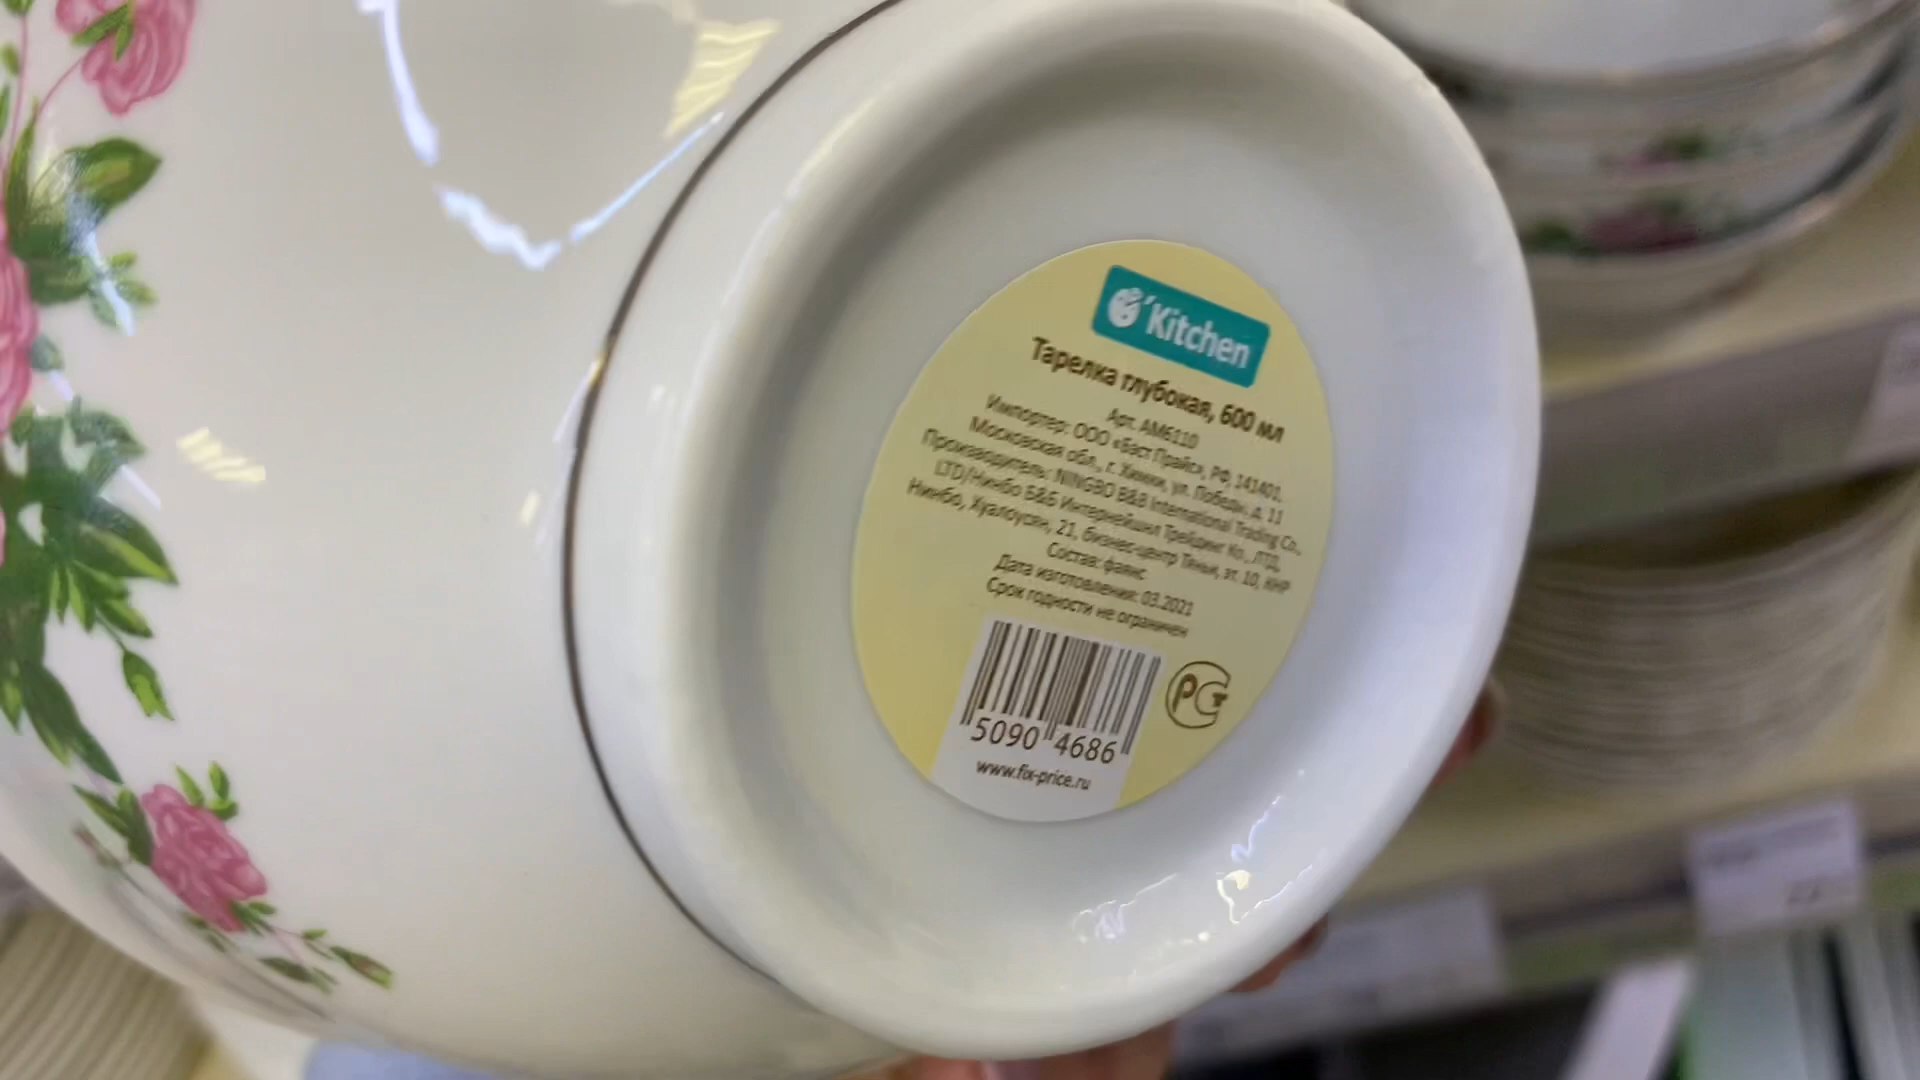 'Kitchen
Тарелка глубокая, 600 мл
Арт. AM6110
Импортер: ООО «Бэст Прайс», РФ, 141401,
Московская обл., г. Химки, ул. Победы, д. 11
Производитель: NINGBO B&B International Trading Co.,
LTD/Нинбо Б&Б Интернейшнл Трейдинг Ко., ЛТД,
Нинбо, Хуалоусян, 21, бизнес-центр Тяньи, эт. 10, КНР
Состав: фаянс
Дата изготовления: 03.2021
Срок годности не ограничен
5090 4686
РСТ
www.fix-price.ru